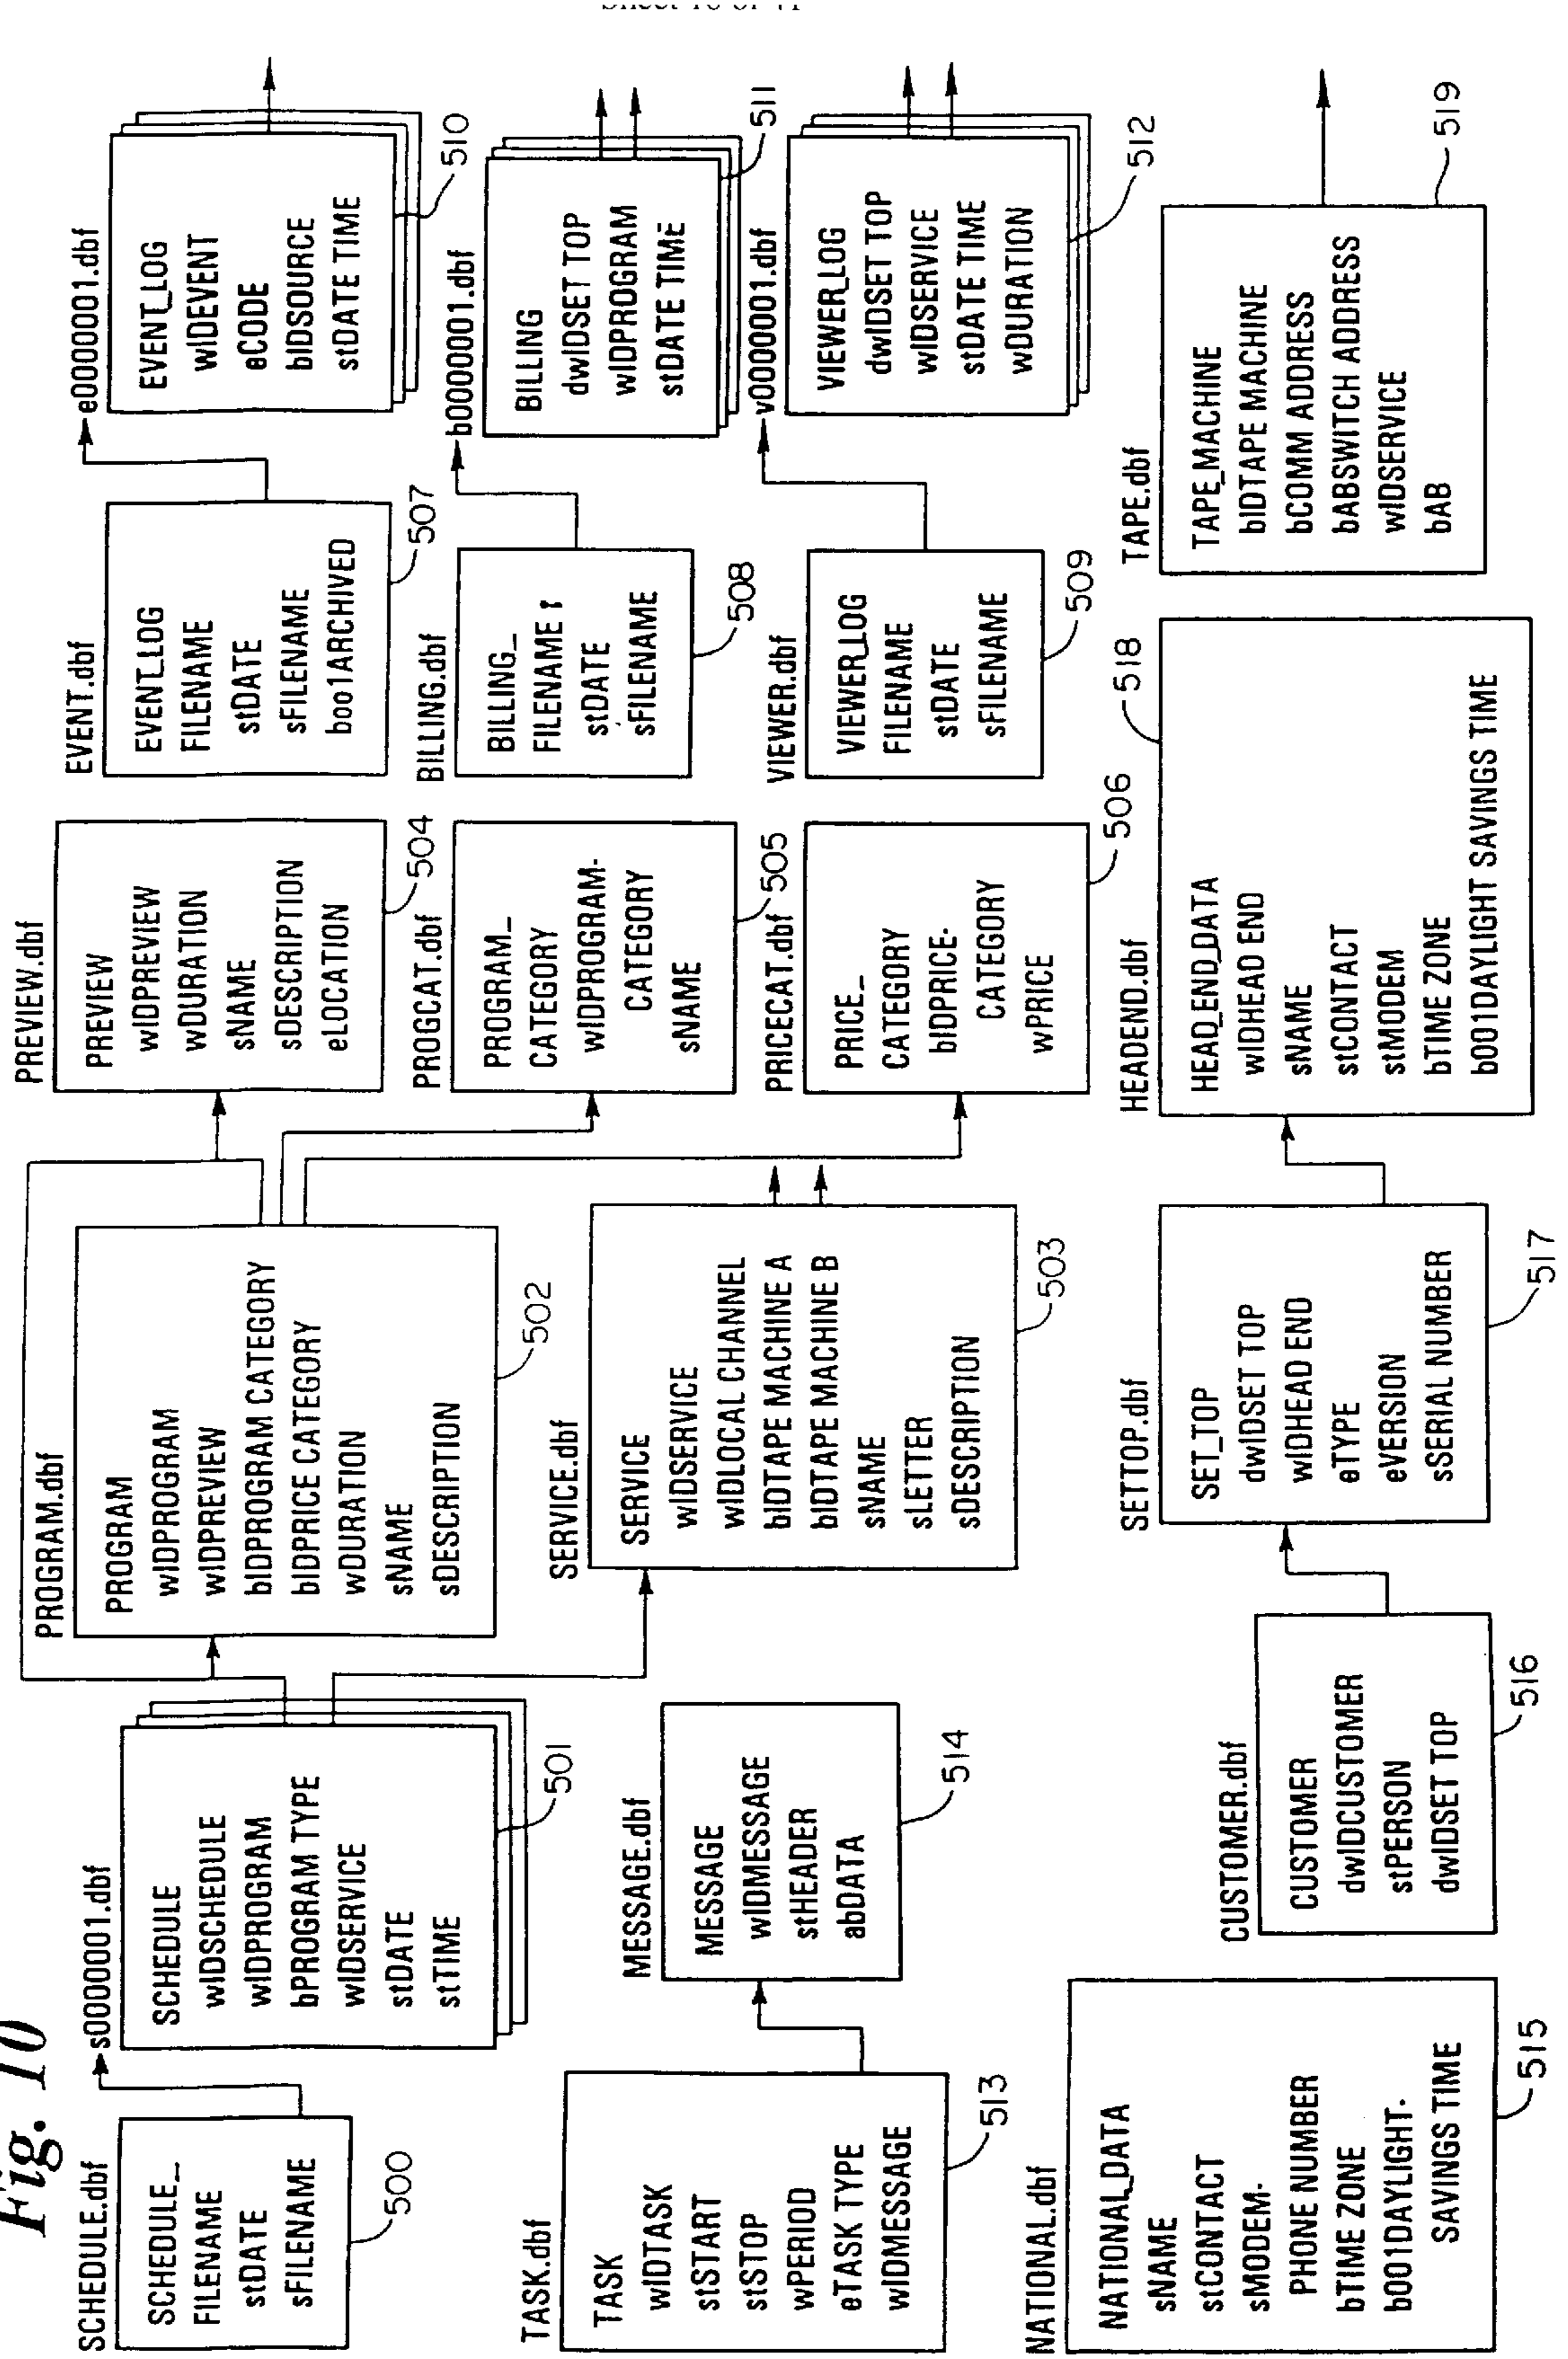 Fig. 10
SCHEDULE.dbf
SCHEDULE_
FILENAME
stDATE
sFILENAME
500
s0000001.dbf
SCHEDULE
wIDSCHEDULE
wIDPROGRAM
bPROGRAM TYPE
wIDSERVICE
stDATE
stTIME
501
PROGRAM.dbf
PROGRAM
wIDPROGRAM
wIDPREVIEW
bIDPROGRAM CATEGORY
bIDPRICE CATEGORY
wDURATION
sNAME
sDESCRIPTION
502
PREVIEW.dbf
PREVIEW
wIDPREVIEW
wDURATION
sNAME
sDESCRIPTION
eLOCATION
504
EVENT.dbf
EVENT_LOG
FILENAME
stDATE
sFILENAME
boo1ARCHIVED
507
e0000001.dbf
EVENT_LOG
wIDEVENT
eCODE
bIDSOURCE
stDATE TIME
510
PROGCAT.dbf
PROGRAM_
CATEGORY
wIDPROGRAM-
CATEGORY
sNAME
505
BILLING.dbf
BILLING_
FILENAME
stDATE
sFILENAME
508
b0000001.dbf
BILLING
dwIDSET TOP
wIDPROGRAM
stDATE TIME
511
TASK.dbf
TASK
wIDTASK
stSTART
stSTOP
wPERIOD
eTASK TYPE
wIDMESSAGE
513
MESSAGE.dbf
MESSAGE
wIDMESSAGE
stHEADER
abDATA
514
SERVICE.dbf
SERVICE
wIDSERVICE
wIDLOCAL CHANNEL
bIDTAPE MACHINE A
bIDTAPE MACHINE B
sNAME
sLETTER
sDESCRIPTION
503
PRICECAT.dbf
PRICE_
CATEGORY
bIDPRICE-
CATEGORY
wPRICE
506
VIEWER.dbf
VIEWER_LOG
FILENAME
stDATE
sFILENAME
509
v0000001.dbf
VIEWER_LOG
dwIDSET TOP
wIDSERVICE
stDATE TIME
wDURATION
512
NATIONAL.dbf
NATIONAL_DATA
sNAME
stCONTACT
sMODEM-
PHONE NUMBER
bTIME ZONE
b001DAYLIGHT-
SAVINGS TIME
515
CUSTOMER.dbf
CUSTOMER
dwIDCUSTOMER
stPERSON
dwIDSET TOP
516
SETTOP.dbf
SET_TOP
dwIDSET TOP
wIDHEAD END
eTYPE
eVERSION
sSERIAL NUMBER
517
HEADEND.dbf
HEAD_END_DATA
wIDHEAD END
sNAME
stCONTACT
stMODEM
bTIME ZONE
b001DAYLIGHT SAVINGS TIME
518
TAPE.dbf
TAPE_MACHINE
bIDTAPE MACHINE
bCOMM ADDRESS
bABSWITCH ADDRESS
wIDSERVICE
bAB
519